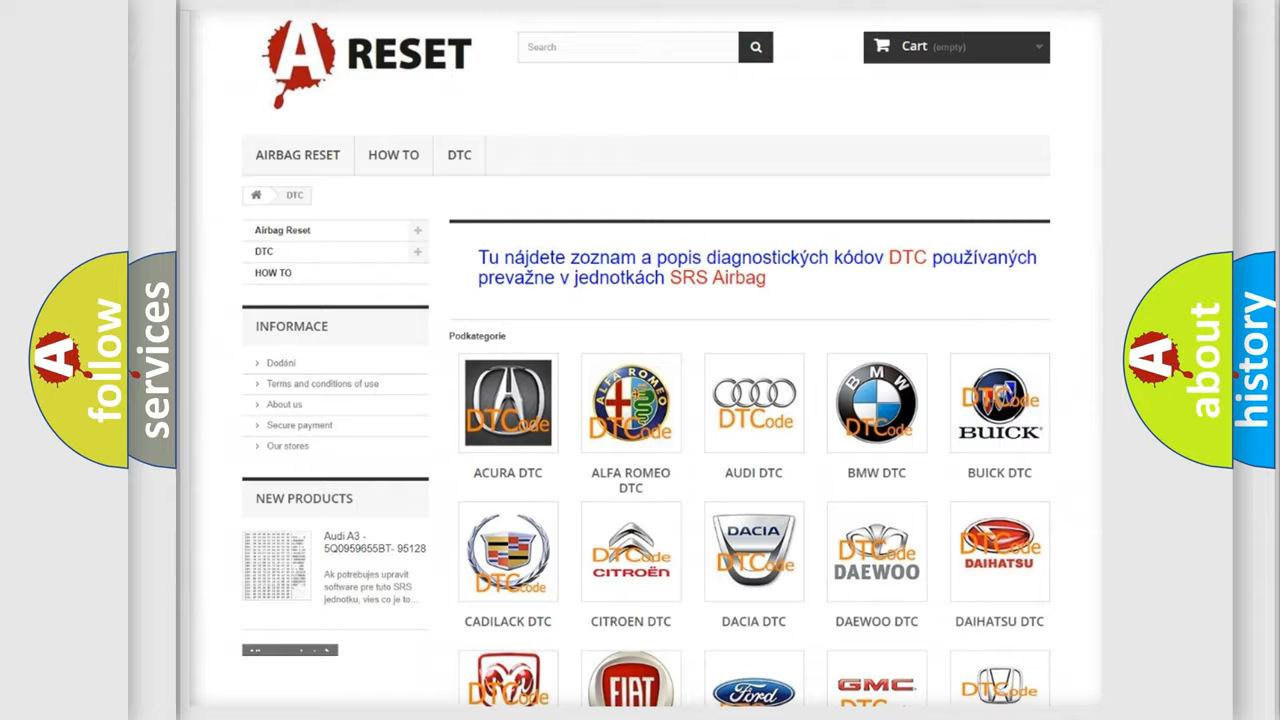 A RESET
Search
Cart (empty)
AIRBAG RESET
HOW TO
DTC
DTC
Airbag Reset
DTC
HOW TO
INFORMACE
Dodání
Terms and conditions of use
About us
Secure payment
Our stores
NEW PRODUCTS
Audi A3 -
5Q0959655BT- 95128
Ak potrebujes upravit
software pre tuto SRS
jednotku, vies co je to...
Tu nájdete zoznam a popis diagnostických kódov DTC používaných
prevažne v jednotkách SRS Airbag
Podkategorie
DTCode
ALFA ROMEO
DTCode
DTCode
BMW
DTCode
DTCode
BUICK
ACURA DTC
ALFA ROMEO
DTC
AUDI DTC
BMW DTC
BUICK DTC
DTCode
DTCode
CITROËN
DACIA
DTCode
DTCode
DAEWOO
DTCode
DAIHATSU
CADILACK DTC
CITROEN DTC
DACIA DTC
DAEWOO DTC
DAIHATSU DTC
DTCode
FIAT
Ford
GMC
DTCode
A follow
services
A about
history